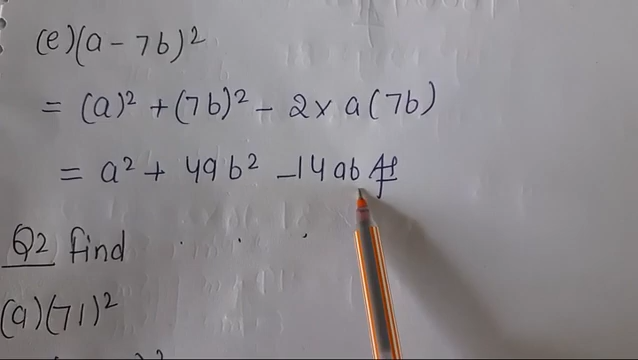 (e) (a - 7b)²
= (a)² + (7b)² - 2 × a (7b)
= a² + 49b² - 14ab
Q2 find
(a) (71)²